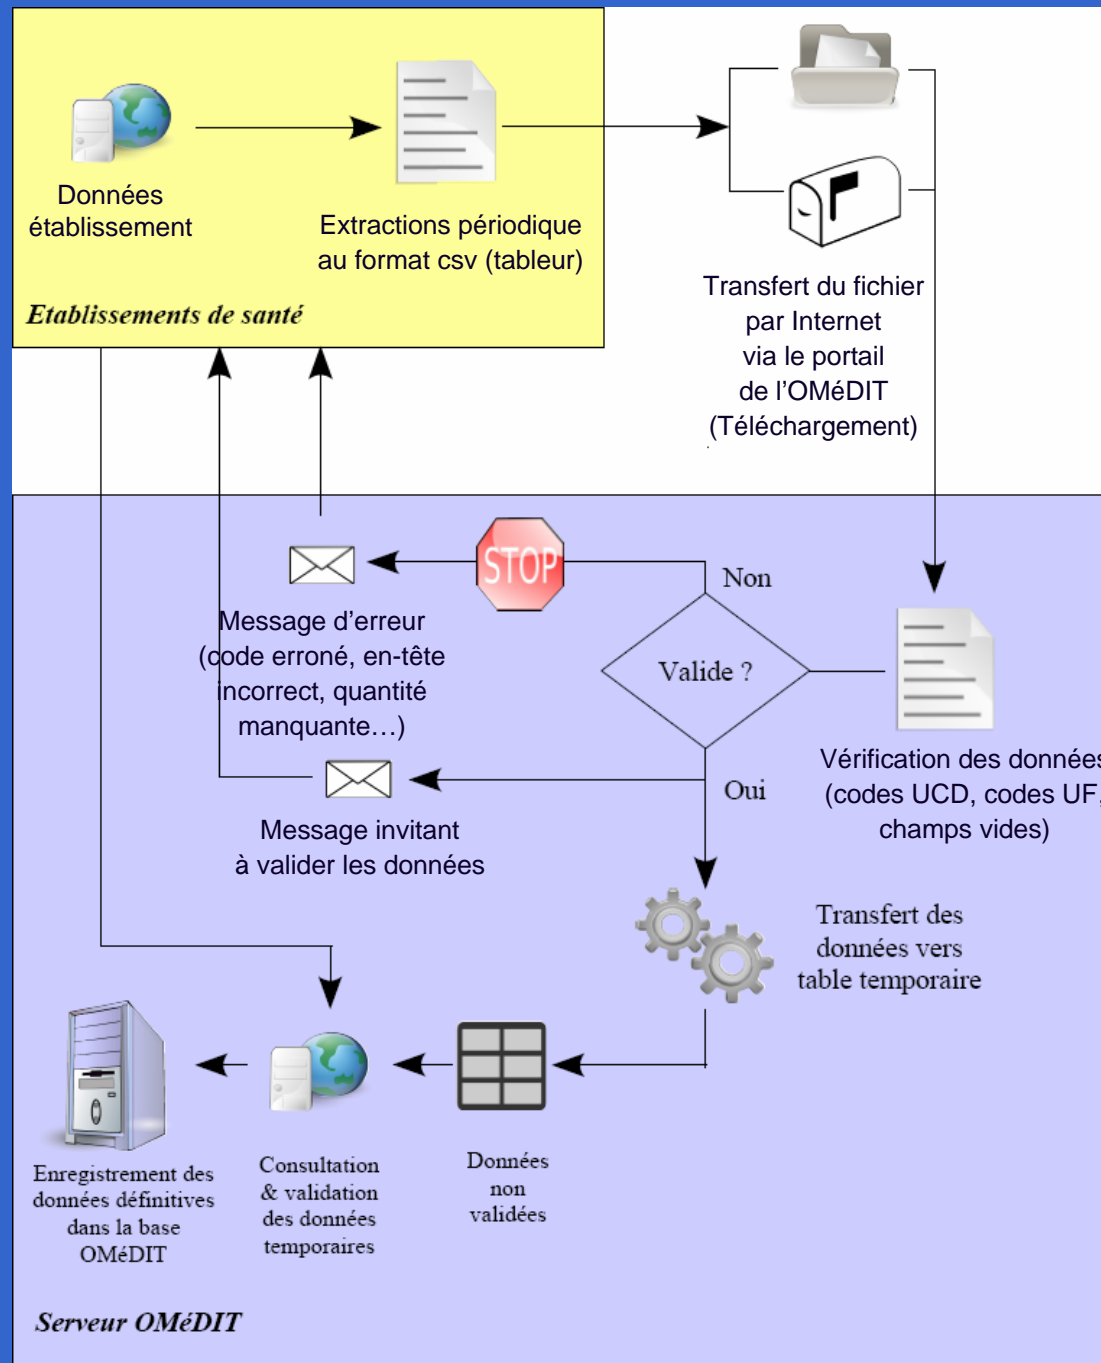 Données
établissement
Extractions périodique
au format csv (tableur)
Etablissements de santé
Transfert du fichier
par Internet
via le portail
de l’OMéDIT
(Téléchargement)
STOP
Non
Message d’erreur
(code erroné, en-tête
incorrect, quantité
manquante…)
Valide ?
Vérification des données
(codes UCD, codes UF,
champs vides)
Oui
Message invitant
à valider les données
Transfert des
données vers
table temporaire
Enregistrement des
données définitives
dans la base
OMéDIT
Consultation
& validation
des données
temporaires
Données
non
validées
Serveur OMéDIT